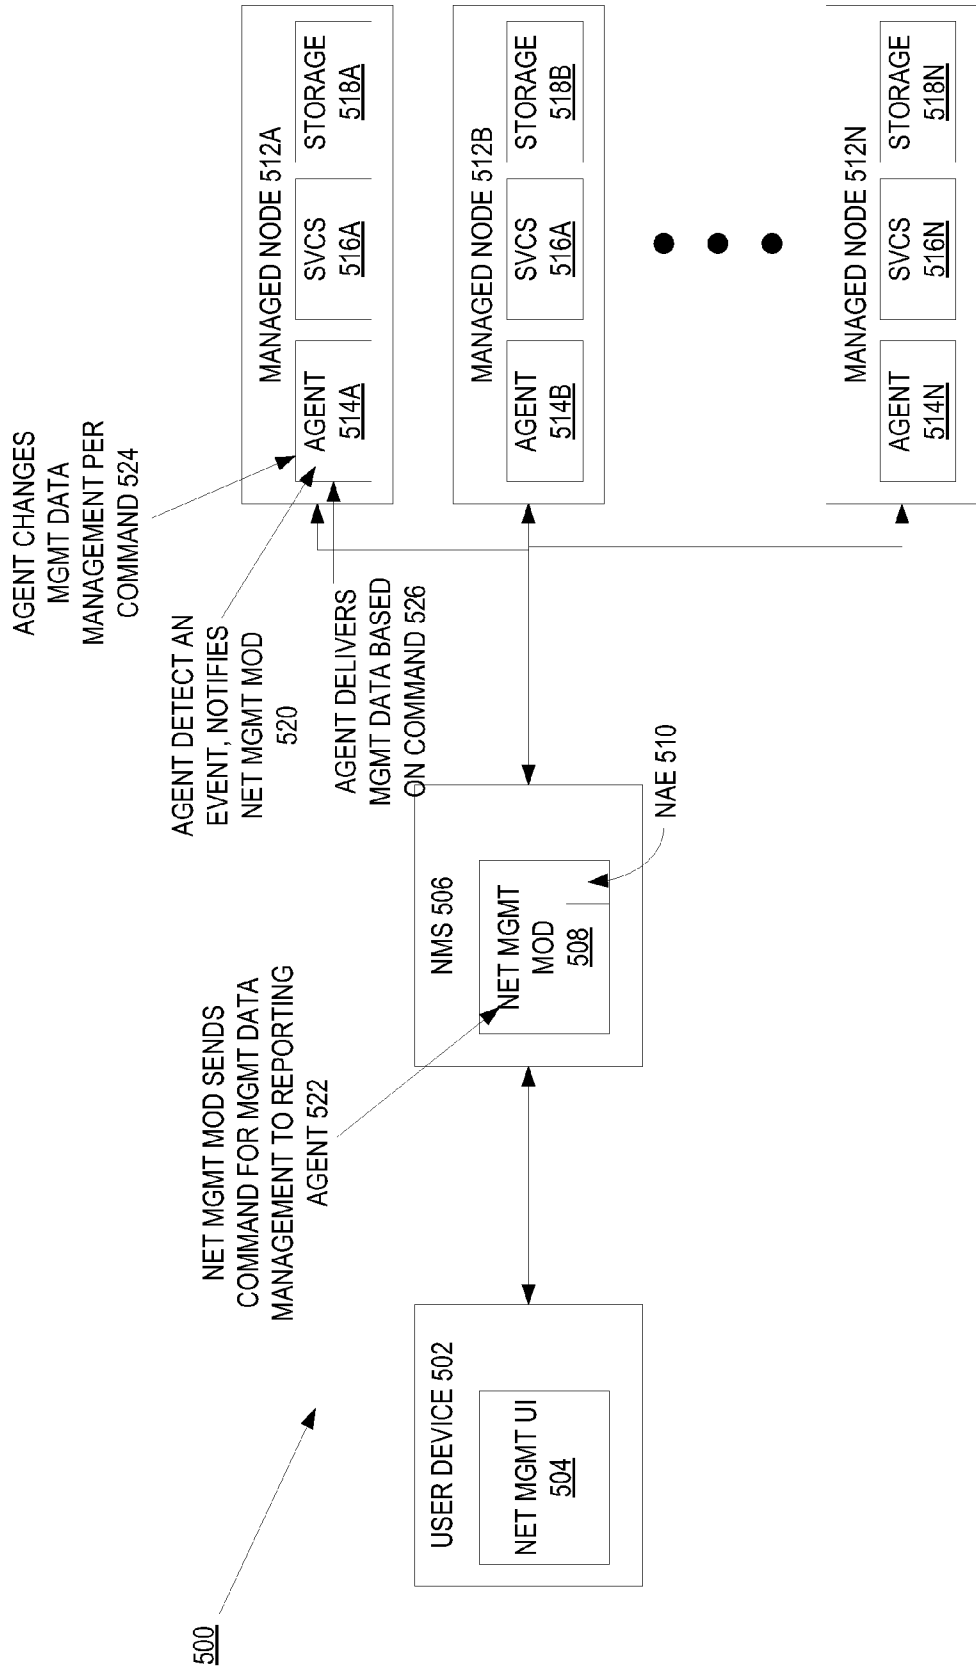 500
USER DEVICE 502
NET MGMT UI
504
NET MGMT MOD SENDS
COMMAND FOR MGMT DATA
MANAGEMENT TO REPORTING
AGENT 522
NMS 506
NET MGMT
MOD
508
NAE 510
AGENT CHANGES
MGMT DATA
MANAGEMENT PER
COMMAND 524
AGENT DETECT AN
EVENT, NOTIFIES
NET MGMT MOD
520
AGENT DELIVERS
MGMT DATA BASED
ON COMMAND 526
MANAGED NODE 512A
AGENT
514A
SVCS
516A
STORAGE
518A
MANAGED NODE 512B
AGENT
514B
SVCS
516A
STORAGE
518B
MANAGED NODE 512N
AGENT
514N
SVCS
516N
STORAGE
518N